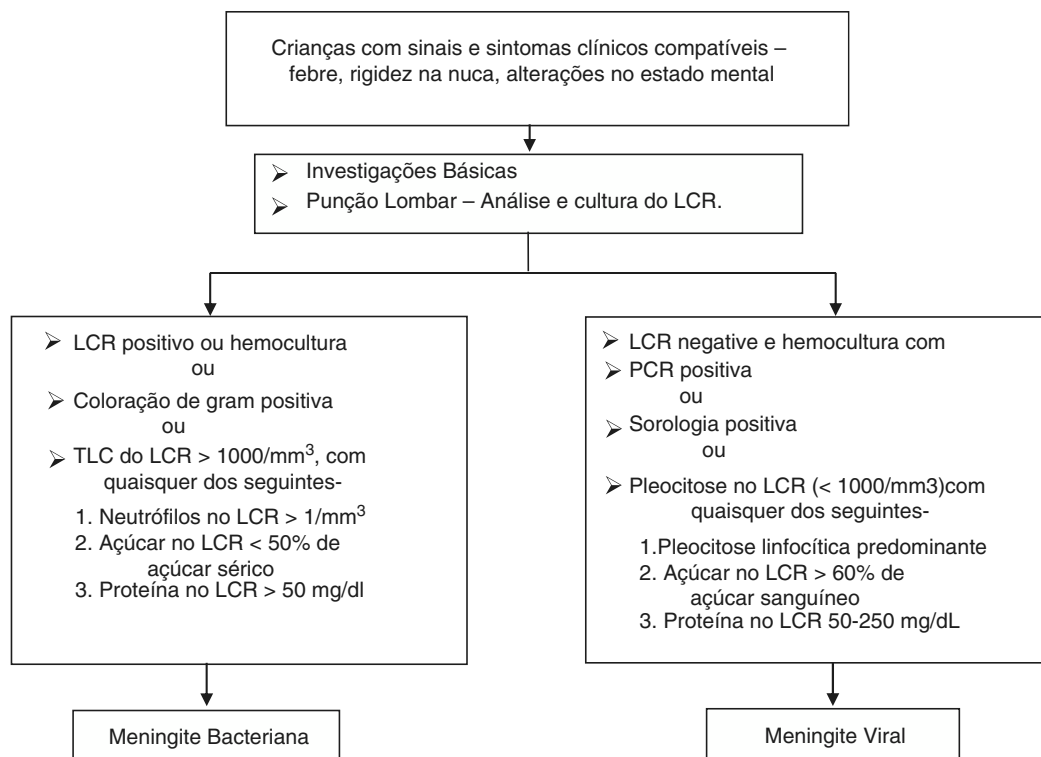 Crianças com sinais e sintomas clínicos compatíveis –
febre, rigidez na nuca, alterações no estado mental
➢ Investigações Básicas
➢ Punção Lombar – Análise e cultura do LCR.
➢ LCR positivo ou hemocultura
ou
➢ Coloração de gram positiva
ou
➢ TLC do LCR > 1000/mm³, com
quaisquer dos seguintes-
1. Neutrófilos no LCR > 1/mm³
2. Açúcar no LCR < 50% de
açúcar sérico
3. Proteína no LCR > 50 mg/dl
➢ LCR negative e hemocultura com
➢ PCR positiva
ou
➢ Sorologia positiva
ou
➢ Pleocitose no LCR (< 1000/mm3)com
quaisquer dos seguintes-
1.Pleocitose linfocítica predominante
2. Açúcar no LCR > 60% de
açúcar sanguíneo
3. Proteína no LCR 50-250 mg/dL
Meningite Bacteriana
Meningite Viral